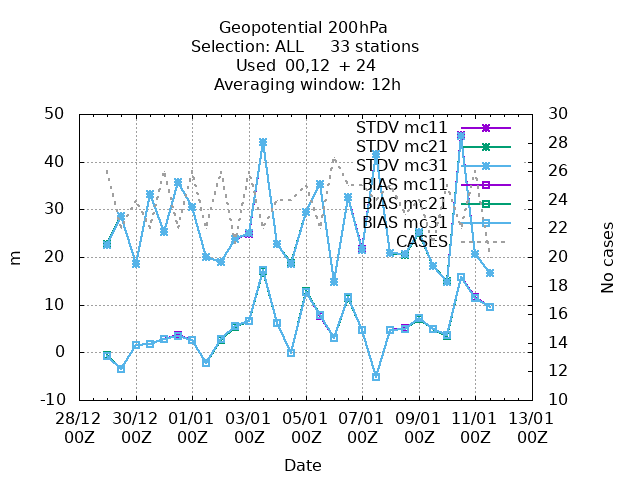 Geopotential 200hPa
Selection: ALL 33 stations
Used 00,12 + 24
Averaging window: 12h
50
40
30
20
10
0
-10
m
30
28
26
24
22
20
18
16
14
12
10
No cases
STDV mc11
STDV mc21
STDV mc31
BIAS mc11
BIAS mc21
BIAS mc31
CASES
28/12 30/12 01/01 03/01 05/01 07/01 09/01 11/01 13/01
00Z 00Z 00Z 00Z 00Z 00Z 00Z 00Z 00Z
Date